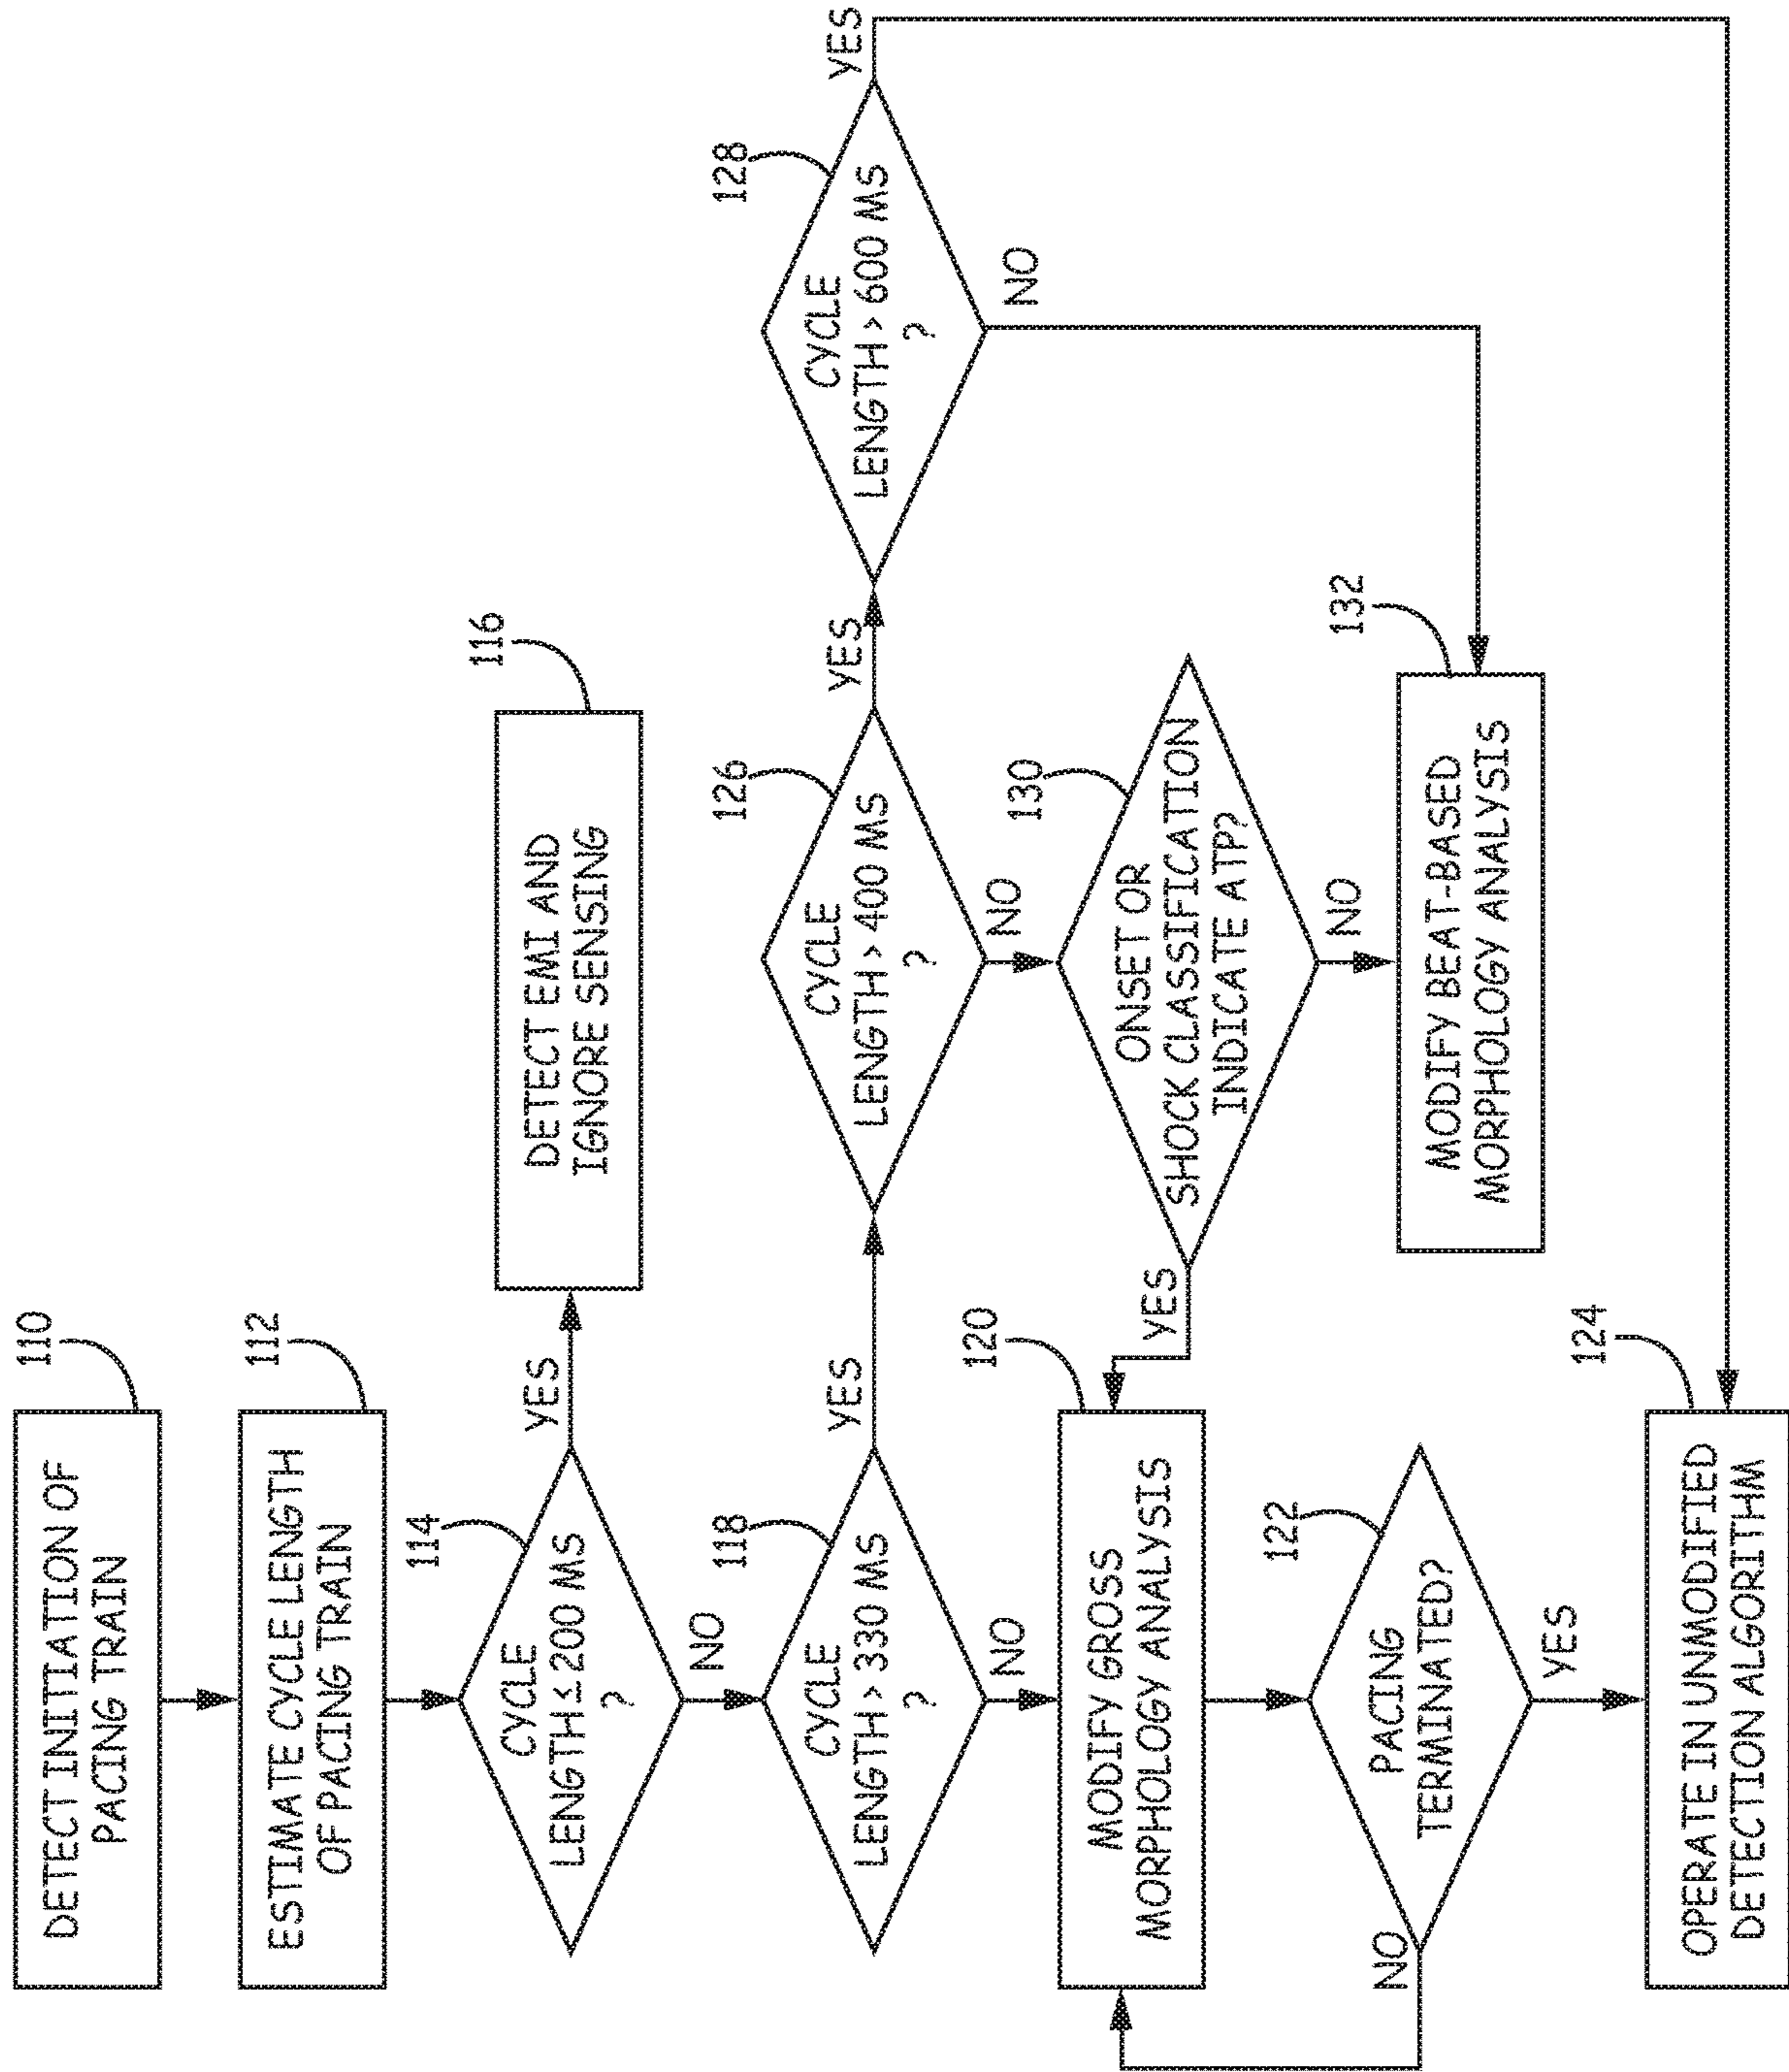 110
DETECT INITIATION OF
PACING TRAIN
112
ESTIMATE CYCLE LENGTH
OF PACING TRAIN
114
CYCLE
LENGTH ≤ 200 MS
?
YES
NO
116
DETECT EMI AND
IGNORE SENSING
118
CYCLE
LENGTH > 330 MS
?
YES
NO
126
CYCLE
LENGTH > 400 MS
?
YES
NO
128
CYCLE
LENGTH > 600 MS
?
YES
NO
120
MODIFY GROSS
MORPHOLOGY ANALYSIS
130
ONSET OR
SHOCK CLASSIFICATION
INDICATE ATP?
YES
NO
122
PACING
TERMINATED?
NO
YES
132
MODIFY BEAT-BASED
MORPHOLOGY ANALYSIS
124
OPERATE IN UNMODIFIED
DETECTION ALGORITHM